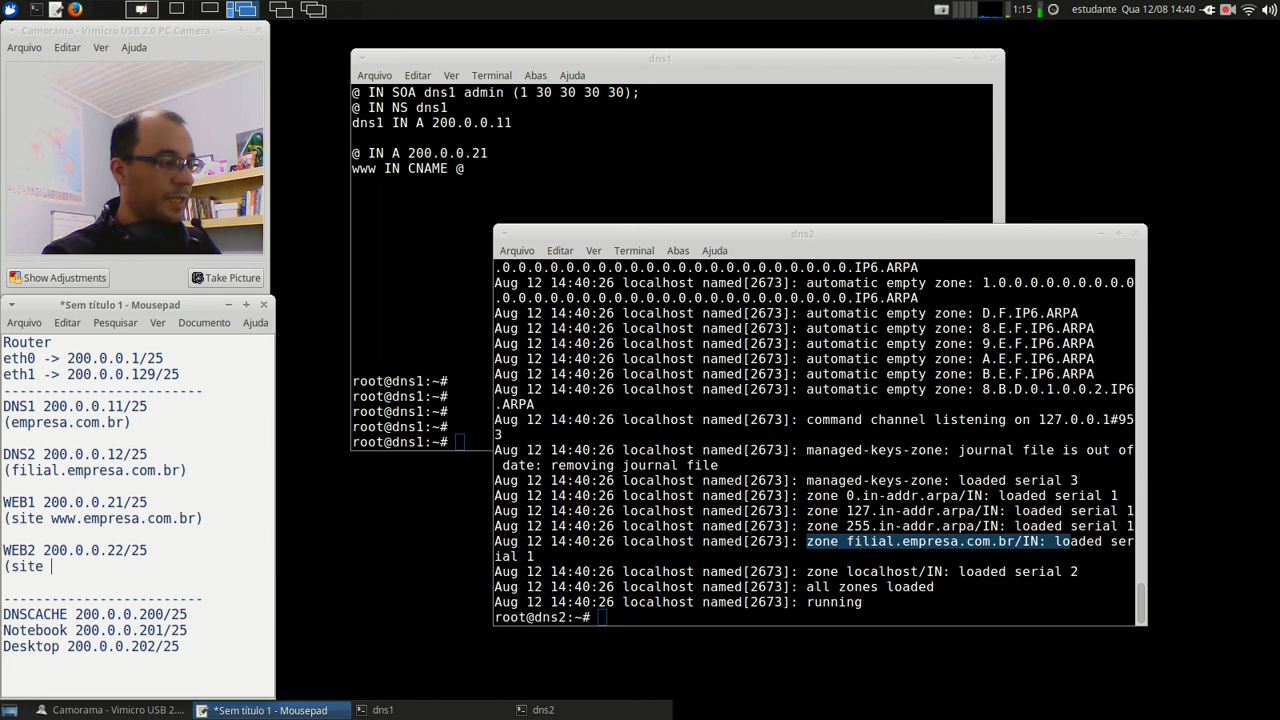 1:15
estudante
Qua 12/08 14:40
Camorama - Vimicro USB 2.0 PC Camera
Arquivo Editar Ver Ajuda
Show Adjustments
Take Picture
*Sem título 1 - Mousepad
Arquivo Editar Pesquisar Ver Documento Ajuda
Router
eth0 -> 200.0.0.1/25
eth1 -> 200.0.0.129/25
-------------------------
DNS1 200.0.0.11/25
(empresa.com.br)
DNS2 200.0.0.12/25
(filial.empresa.com.br)
WEB1 200.0.0.21/25
(site www.empresa.com.br)
WEB2 200.0.0.22/25
(site
-------------------------
DNSCACHE 200.0.0.200/25
Notebook 200.0.0.201/25
Desktop 200.0.0.202/25
dns1
Arquivo Editar Ver Terminal Abas Ajuda
@ IN SOA dns1 admin (1 30 30 30 30);
@ IN NS dns1
dns1 IN A 200.0.0.11
@ IN A 200.0.0.21
www IN CNAME @
root@dns1:~#
root@dns1:~#
root@dns1:~#
root@dns1:~#
root@dns1:~#
dns2
Arquivo Editar Ver Terminal Abas Ajuda
.0.0.0.0.0.0.0.0.0.0.0.0.0.0.0.0.0.0.0.0.0.0.IP6.ARPA
Aug 12 14:40:26 localhost named[2673]: automatic empty zone: 1.0.0.0.0.0.0.0.0.0
.0.0.0.0.0.0.0.0.0.0.0.0.0.0.0.0.0.0.0.0.0.0.IP6.ARPA
Aug 12 14:40:26 localhost named[2673]: automatic empty zone: D.F.IP6.ARPA
Aug 12 14:40:26 localhost named[2673]: automatic empty zone: 8.E.F.IP6.ARPA
Aug 12 14:40:26 localhost named[2673]: automatic empty zone: 9.E.F.IP6.ARPA
Aug 12 14:40:26 localhost named[2673]: automatic empty zone: A.E.F.IP6.ARPA
Aug 12 14:40:26 localhost named[2673]: automatic empty zone: B.E.F.IP6.ARPA
Aug 12 14:40:26 localhost named[2673]: automatic empty zone: 8.B.D.0.1.0.0.2.IP6
.ARPA
Aug 12 14:40:26 localhost named[2673]: command channel listening on 127.0.0.1#95
3
Aug 12 14:40:26 localhost named[2673]: managed-keys-zone: journal file is out of
date: removing journal file
Aug 12 14:40:26 localhost named[2673]: managed-keys-zone: loaded serial 3
Aug 12 14:40:26 localhost named[2673]: zone 0.in-addr.arpa/IN: loaded serial 1
Aug 12 14:40:26 localhost named[2673]: zone 127.in-addr.arpa/IN: loaded serial 1
Aug 12 14:40:26 localhost named[2673]: zone 255.in-addr.arpa/IN: loaded serial 1
Aug 12 14:40:26 localhost named[2673]: zone filial.empresa.com.br/IN: loaded ser
ial 1
Aug 12 14:40:26 localhost named[2673]: zone localhost/IN: loaded serial 2
Aug 12 14:40:26 localhost named[2673]: all zones loaded
Aug 12 14:40:26 localhost named[2673]: running
root@dns2:~#
Camorama - Vimicro USB 2....
*Sem título 1 - Mousepad
dns1
dns2